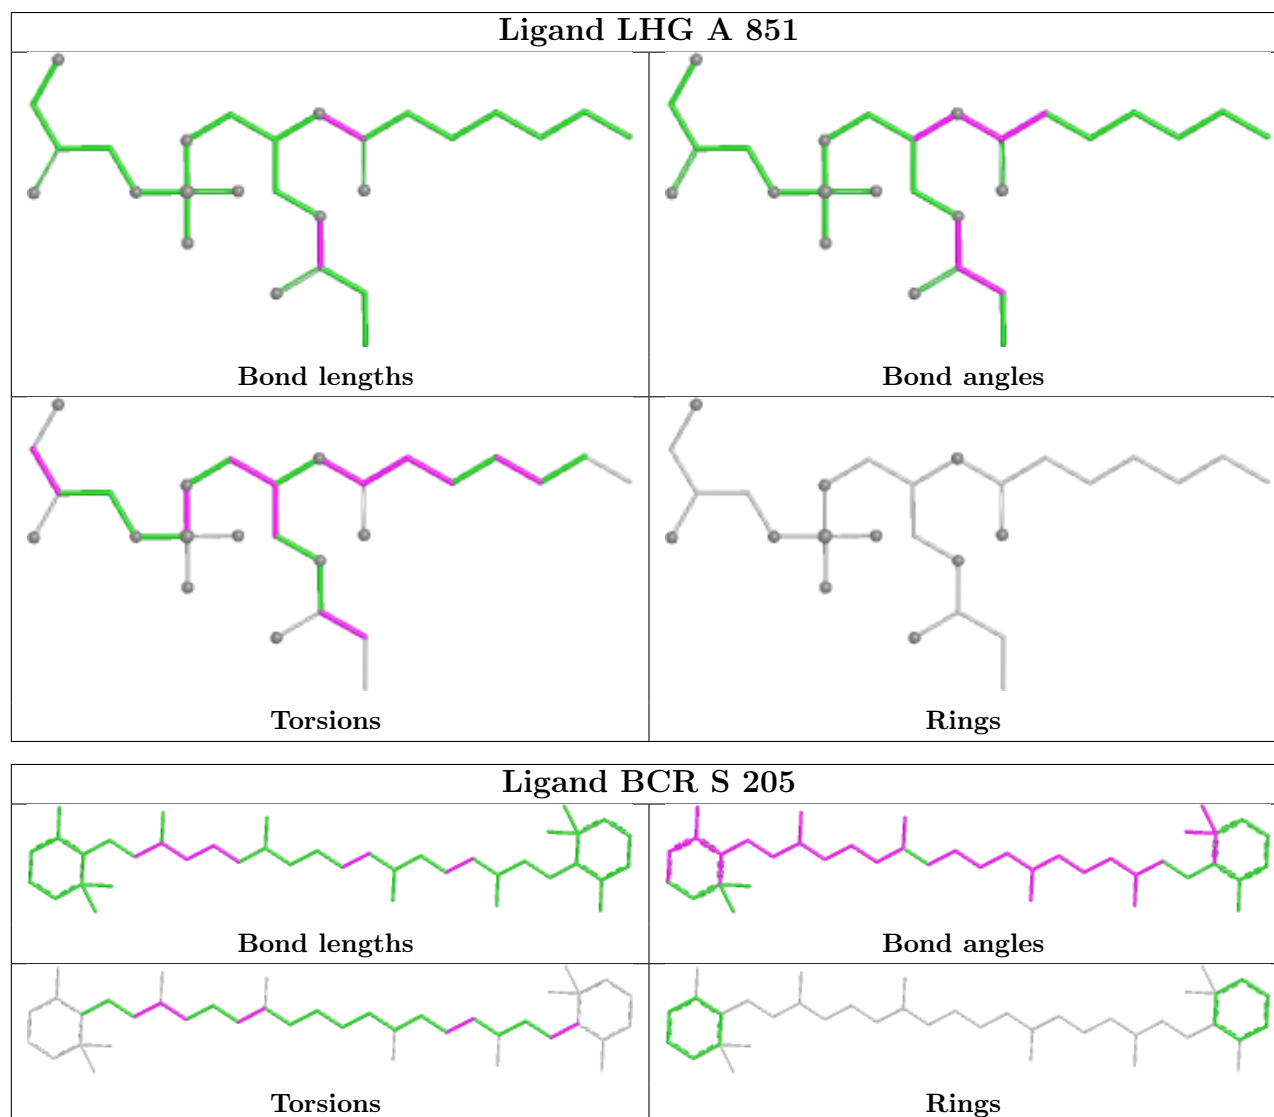 Ligand LHG A 851
Bond lengths
Bond angles
Torsions
Rings
Ligand BCR S 205
Bond lengths
Bond angles
Torsions
Rings